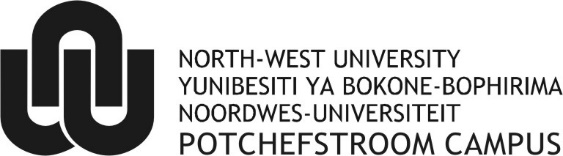 NORTH-WEST UNIVERSITY
YUNIBESITI YA BOKONE-BOPHIRIMA
NOORDWES-UNIVERSITEIT
POTCHEFSTROOM CAMPUS